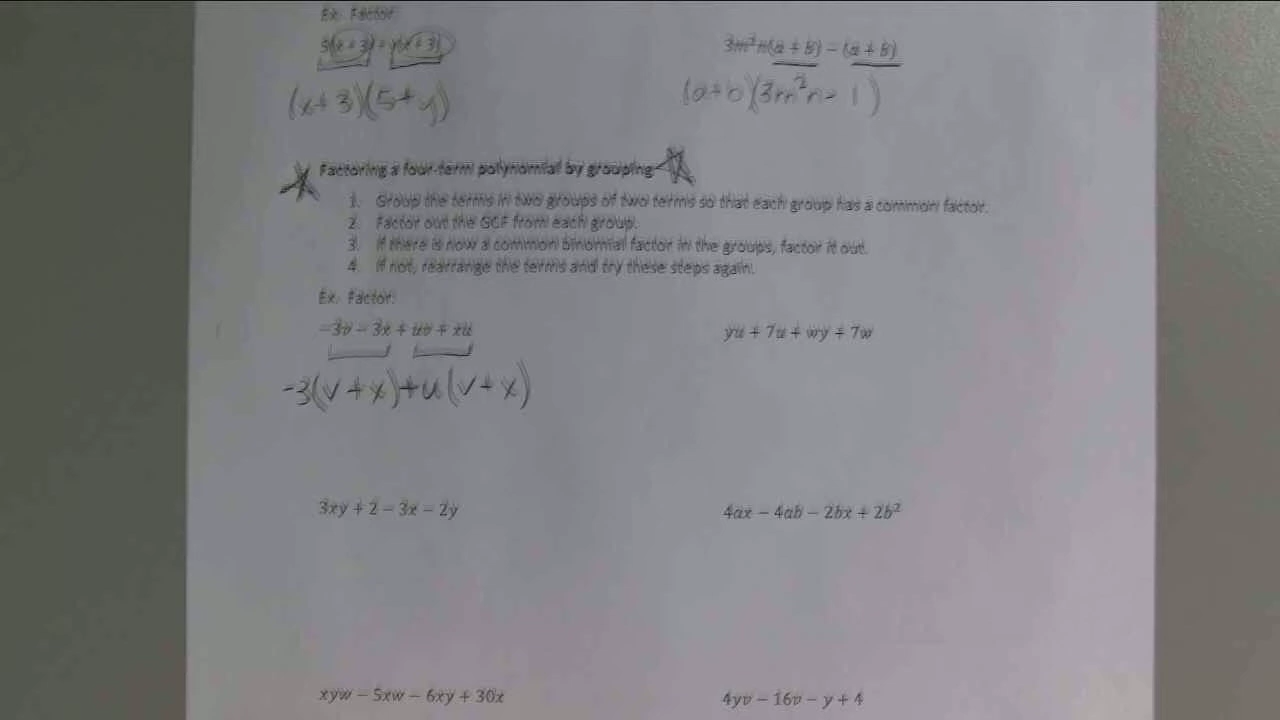 Ex. Factor:
5(x + 3) + y(x + 3)
3m²n(a + b) − (a + b)
(x+3)(5+y)
(a+b)(3m²n- 1)
Factoring a four-term polynomial by grouping
1. Group the terms in two groups of two terms so that each group has a common factor.
2. Factor out the GCF from each group.
3. If there is now a common binomial factor in the groups, factor it out.
4. If not, rearrange the terms and try these steps again.
Ex. Factor:
−3v − 3x + uv + xu
yu + 7u + wy + 7w
-3(v+x)+u(v+x)
3xy + 2 − 3x − 2y
4ax − 4ab − 2bx + 2b²
xyw − 5xw − 6xy + 30x
4yv − 16v − y + 4